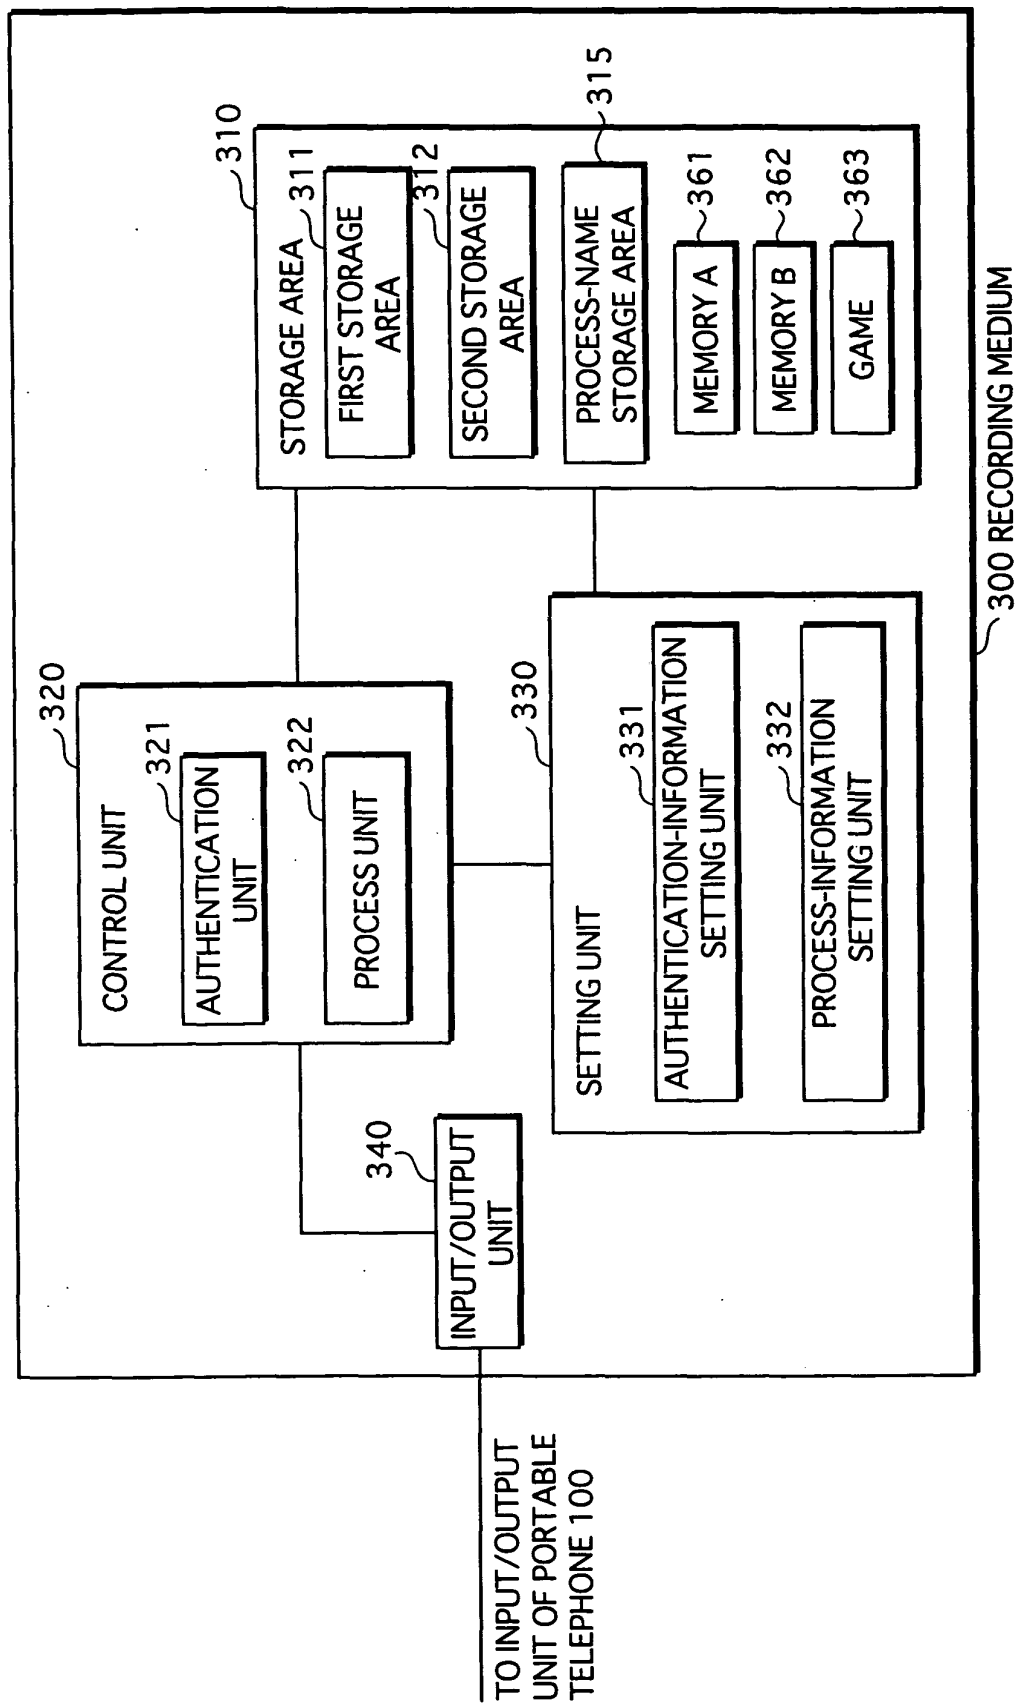 TO INPUT/OUTPUT
UNIT OF PORTABLE
TELEPHONE 100
340
INPUT/OUTPUT
UNIT
320
CONTROL UNIT
321
AUTHENTICATION
UNIT
322
PROCESS UNIT
330
SETTING UNIT
331
AUTHENTICATION-INFORMATION
SETTING UNIT
332
PROCESS-INFORMATION
SETTING UNIT
310
STORAGE AREA
311
FIRST STORAGE
AREA
312
SECOND STORAGE
AREA
315
PROCESS-NAME
STORAGE AREA
MEMORY A
361
MEMORY B
362
GAME
363
300 RECORDING MEDIUM